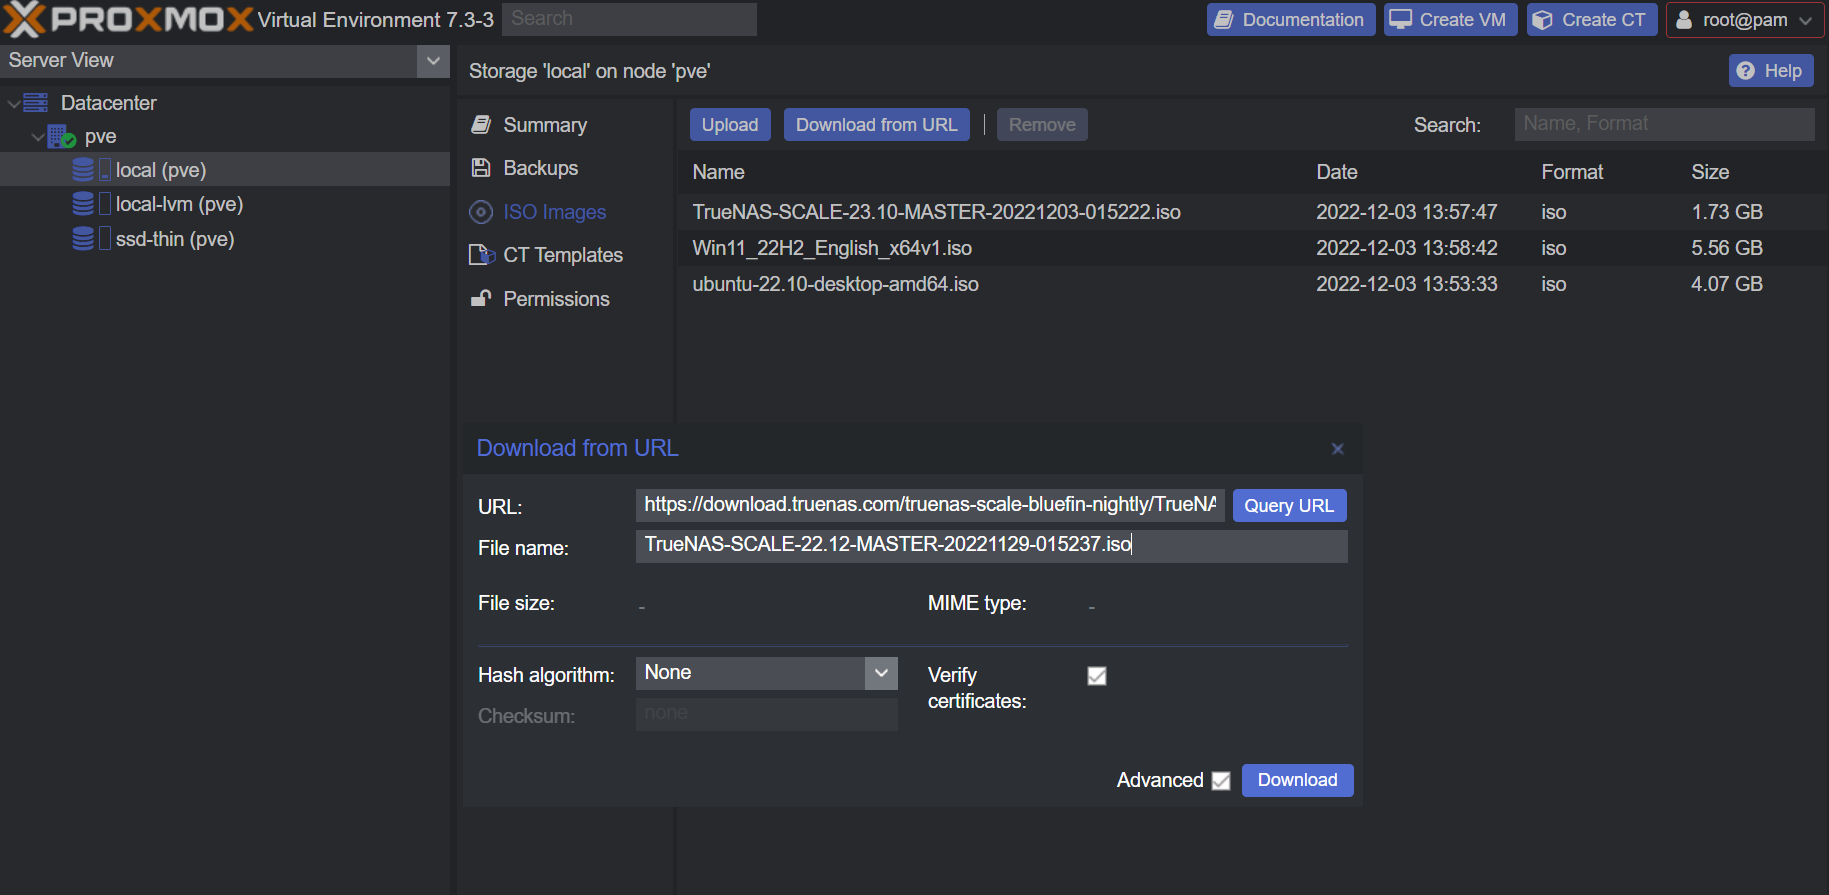 PROXMOX Virtual Environment 7.3-3 Search Documentation Create VM Create CT root@pam
Server View
Storage 'local' on node 'pve' Help
Datacenter
pve
local (pve)
local-lvm (pve)
ssd-thin (pve)
Summary
Backups
ISO Images
CT Templates
Permissions
Upload Download from URL Remove Search: Name, Format
Name Date Format Size
TrueNAS-SCALE-23.10-MASTER-20221203-015222.iso 2022-12-03 13:57:47 iso 1.73 GB
Win11_22H2_English_x64v1.iso 2022-12-03 13:58:42 iso 5.56 GB
ubuntu-22.10-desktop-amd64.iso 2022-12-03 13:53:33 iso 4.07 GB
Download from URL
URL: https://download.truenas.com/truenas-scale-bluefin-nightly/TrueNA Query URL
File name: TrueNAS-SCALE-22.12-MASTER-20221129-015237.iso
File size: - MIME type: -
Hash algorithm: None Verify
certificates:
Checksum: none
Advanced Download